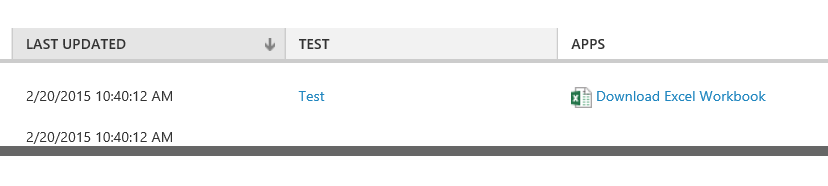 LAST UPDATED TEST APPS
2/20/2015 10:40:12 AM Test Download Excel Workbook
2/20/2015 10:40:12 AM